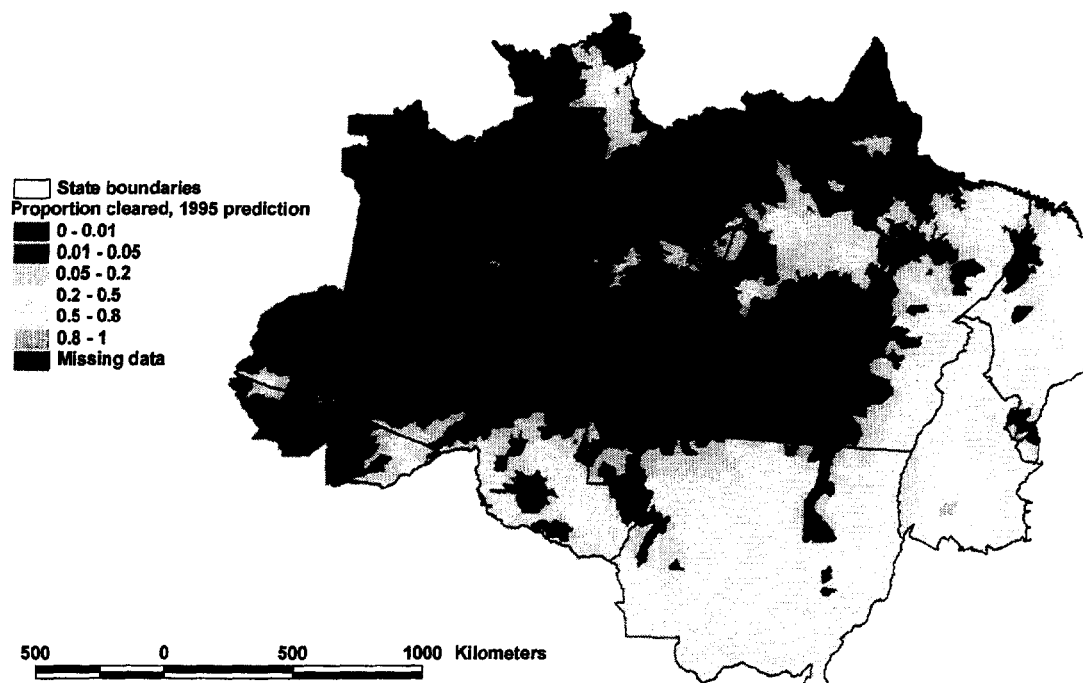 State boundaries
Proportion cleared, 1995 prediction
0 - 0.01
0.01 - 0.05
0.05 - 0.2
0.2 - 0.5
0.5 - 0.8
0.8 - 1
Missing data
500 0 500 1000 Kilometers